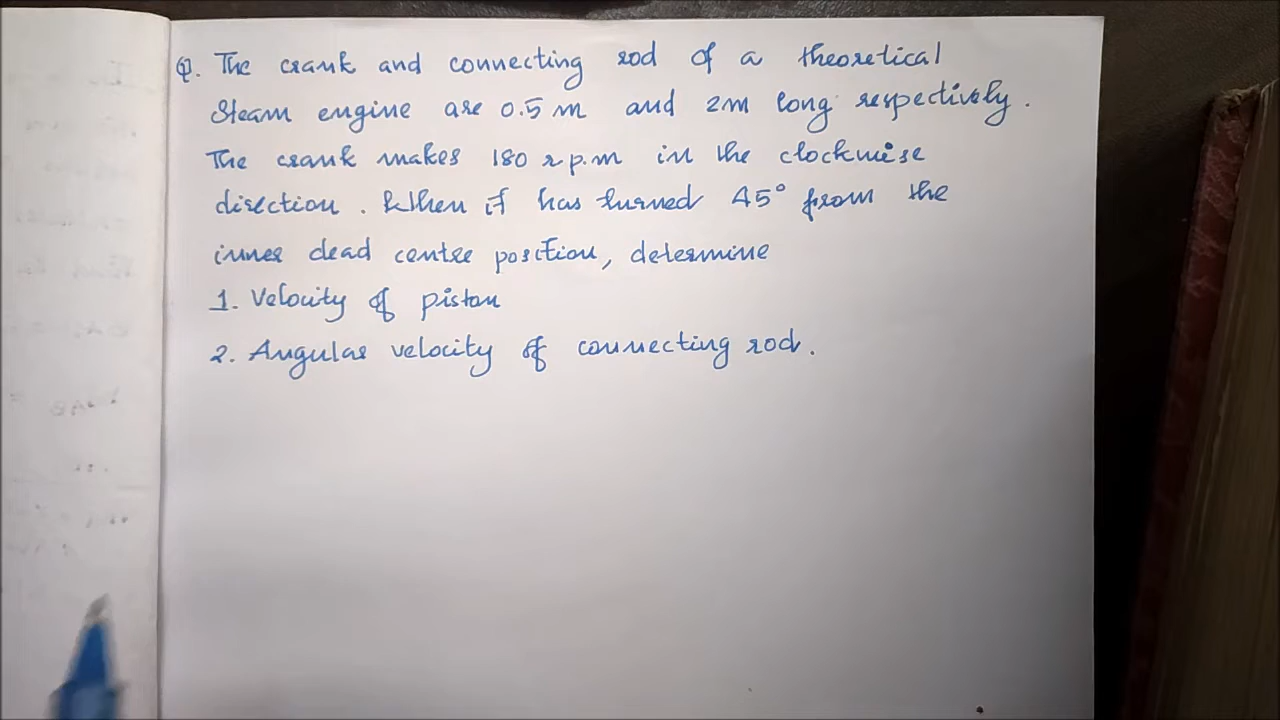 Q. The crank and connecting rod of a theoretical
Steam engine are 0.5 m and 2m long respectively.
The crank makes 180 r.p.m in the clockwise
direction. When it has turned 45° from the
inner dead centre position, determine
1. Velocity of piston
2. Angular velocity of connecting rod.